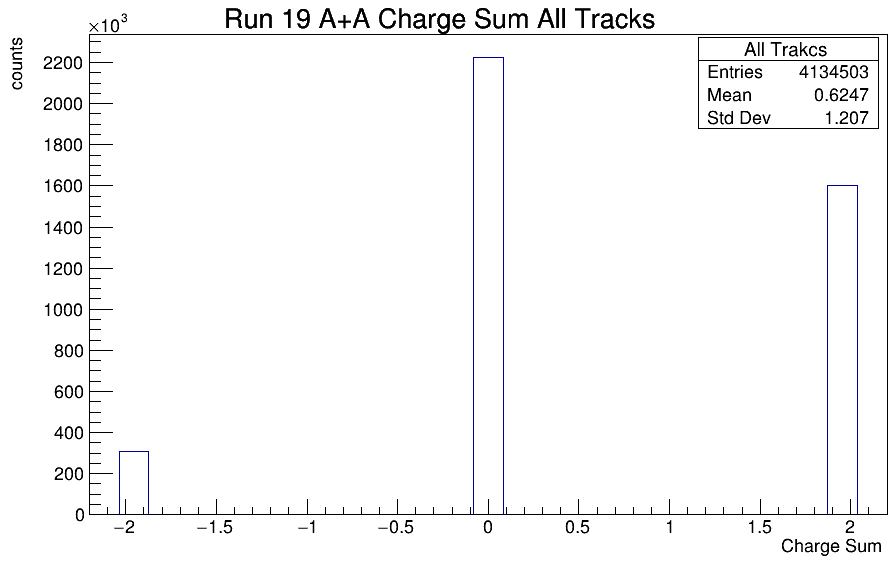 Run 19 A+A Charge Sum All Tracks
×10³
counts
All Trakcs
Entries 4134503
Mean 0.6247
Std Dev 1.207
2200
2000
1800
1600
1400
1200
1000
800
600
400
200
0
−2 −1.5 −1 −0.5 0 0.5 1 1.5 2
Charge Sum